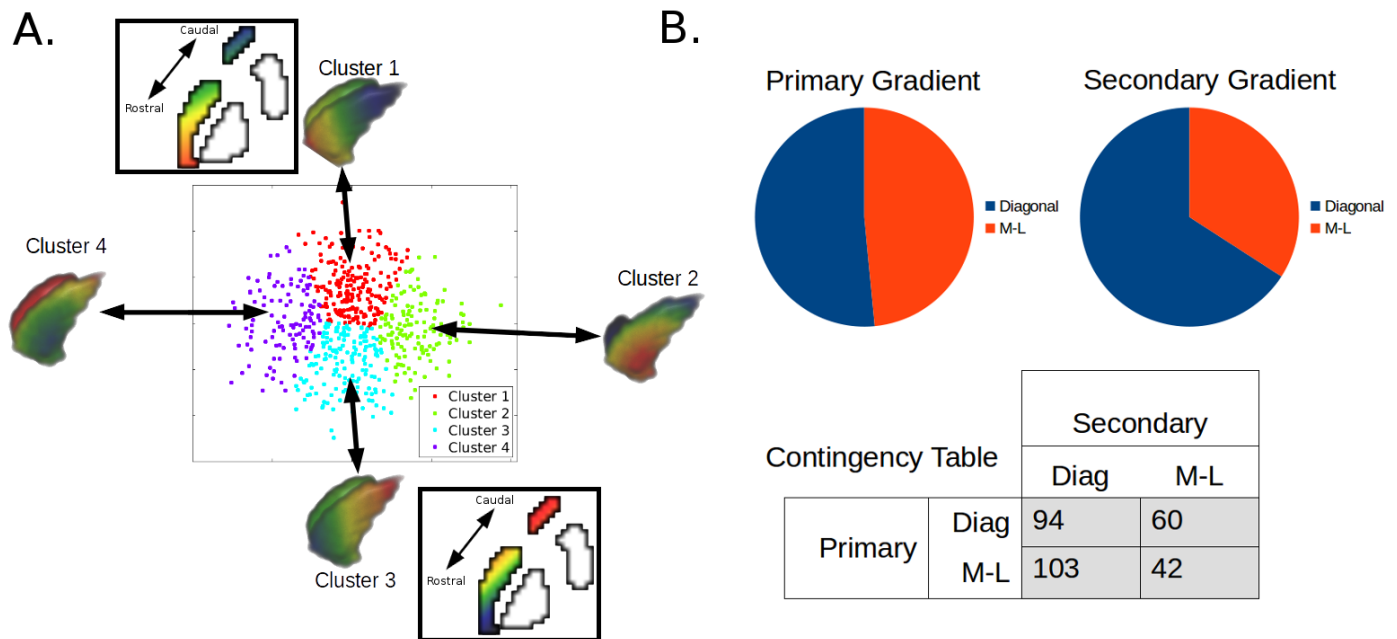 A.
Caudal
Rostral
Cluster 1
Cluster 4
Cluster 2
Cluster 1
Cluster 2
Cluster 3
Cluster 4
Cluster 3
Caudal
Rostral
B.
Primary Gradient
Diagonal
M-L
Secondary Gradient
Diagonal
M-L
Contingency Table
Secondary
Diag M-L
Primary
Diag 94 60
M-L 103 42